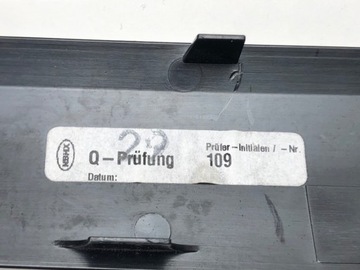 Prüfer-Initialen / -Nr.
Q-Prüfung 109
Datum: